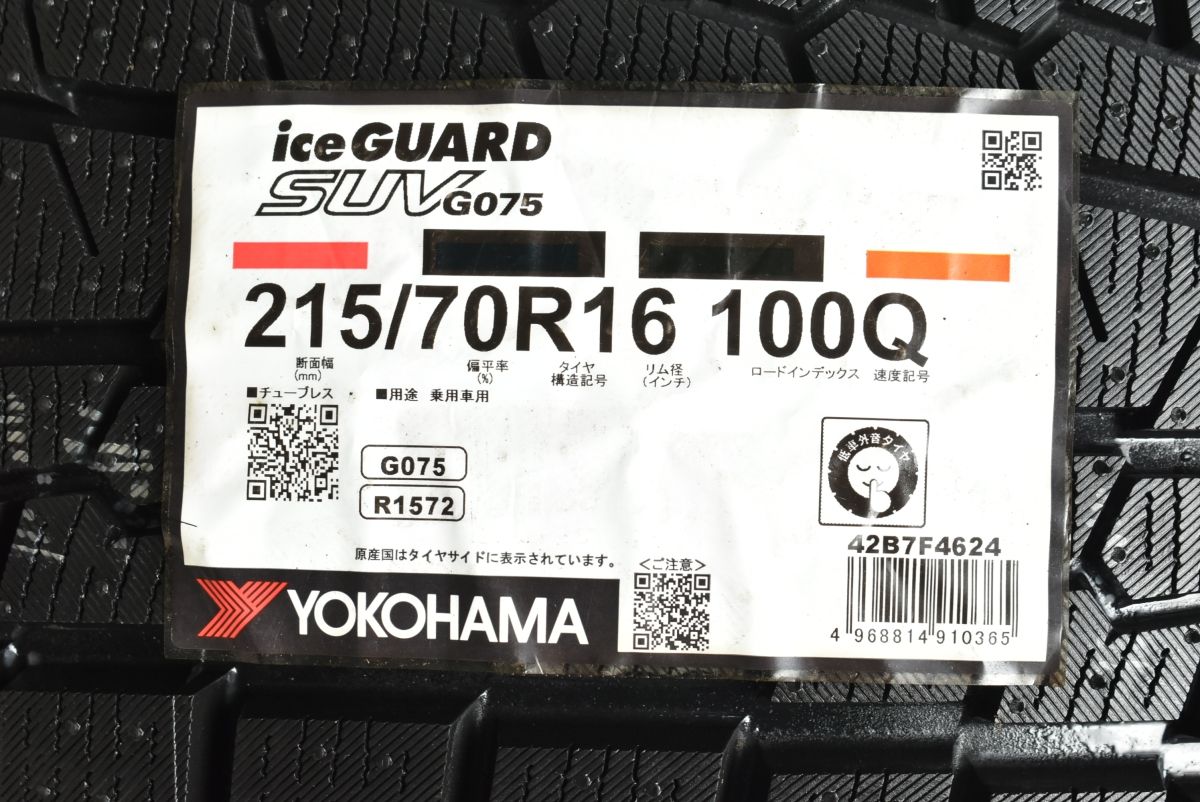 iceGUARD
SUV G075
215/70R16 100Q
断面幅
(mm)
偏平率
(%)
タイヤ
構造記号
リム径
(インチ)
ロードインデックス
速度記号
■チューブレス
■用途 乗用車用
G075
R1572
低車外音タイヤ
原産国はタイヤサイドに表示されています。
<ご注意>
42B7F4624
4 968814 910365
YOKOHAMA